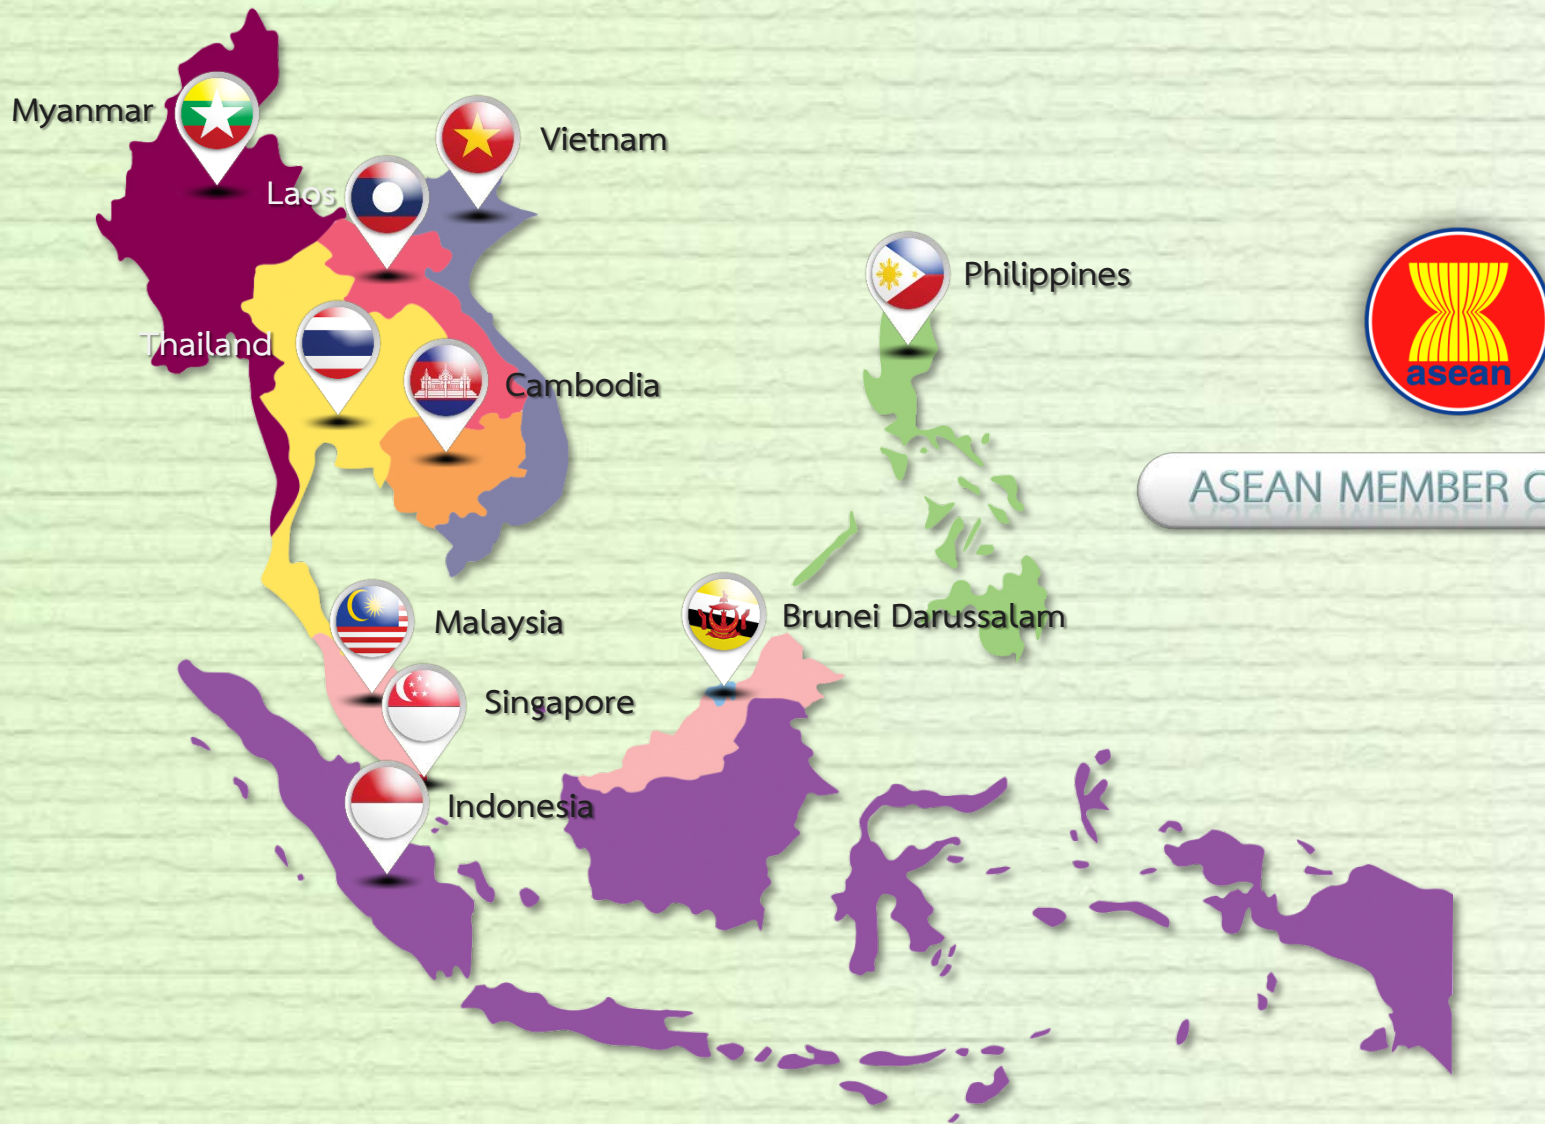 Myanmar
Vietnam
Laos
Philippines
Thailand
Cambodia
asean
ASEAN MEMBER C
Malaysia
Brunei Darussalam
Singapore
Indonesia